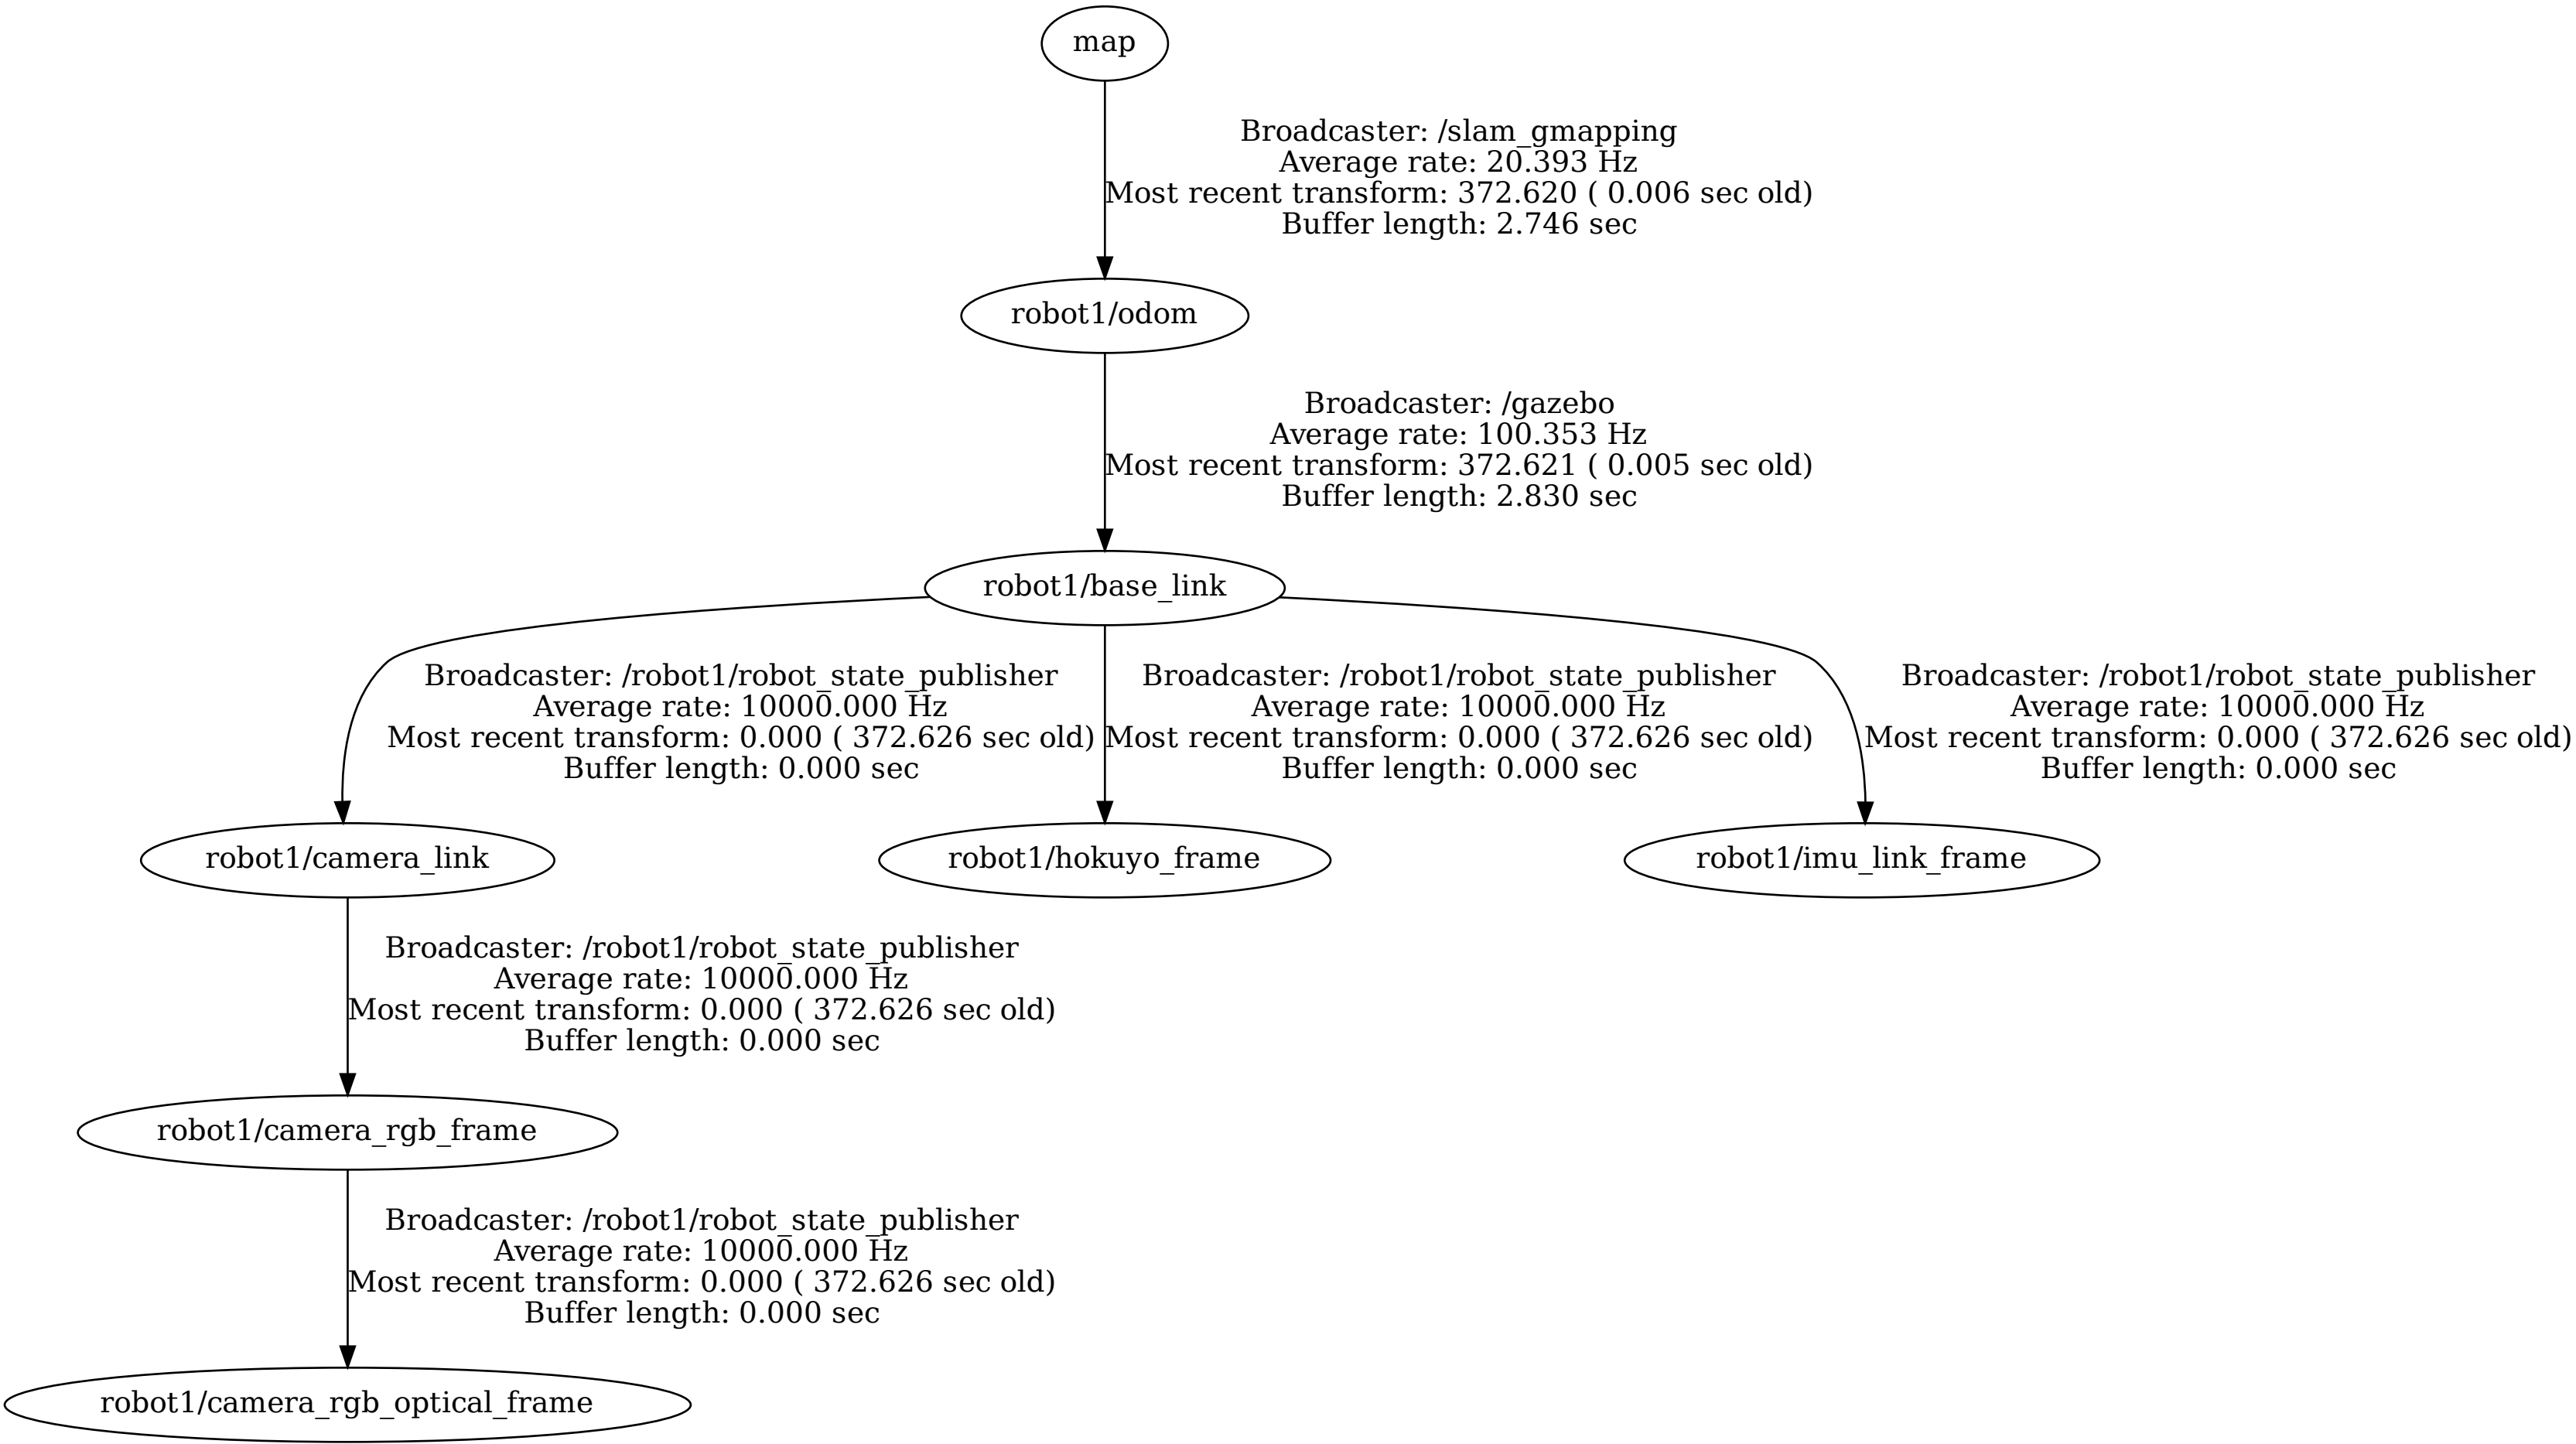 map
Broadcaster: /slam_gmapping
Average rate: 20.393 Hz
Most recent transform: 372.620 ( 0.006 sec old)
Buffer length: 2.746 sec
robot1/odom
Broadcaster: /gazebo
Average rate: 100.353 Hz
Most recent transform: 372.621 ( 0.005 sec old)
Buffer length: 2.830 sec
robot1/base_link
Broadcaster: /robot1/robot_state_publisher
Average rate: 10000.000 Hz
Most recent transform: 0.000 ( 372.626 sec old)
Buffer length: 0.000 sec
Broadcaster: /robot1/robot_state_publisher
Average rate: 10000.000 Hz
Most recent transform: 0.000 ( 372.626 sec old)
Buffer length: 0.000 sec
Broadcaster: /robot1/robot_state_publisher
Average rate: 10000.000 Hz
Most recent transform: 0.000 ( 372.626 sec old)
Buffer length: 0.000 sec
robot1/camera_link
robot1/hokuyo_frame
robot1/imu_link_frame
Broadcaster: /robot1/robot_state_publisher
Average rate: 10000.000 Hz
Most recent transform: 0.000 ( 372.626 sec old)
Buffer length: 0.000 sec
robot1/camera_rgb_frame
Broadcaster: /robot1/robot_state_publisher
Average rate: 10000.000 Hz
Most recent transform: 0.000 ( 372.626 sec old)
Buffer length: 0.000 sec
robot1/camera_rgb_optical_frame